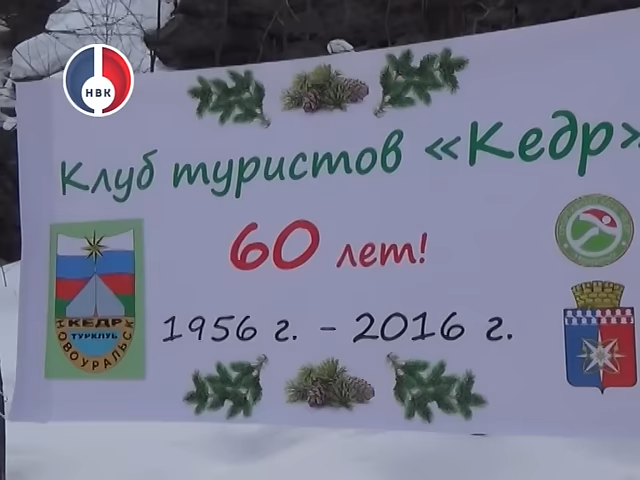 НВК
Клуб туристов «Кедр»
60 лет!
1956 г. - 2016 г.
КЕДР
ТУРКЛУБ
НОВОУРАЛЬСК